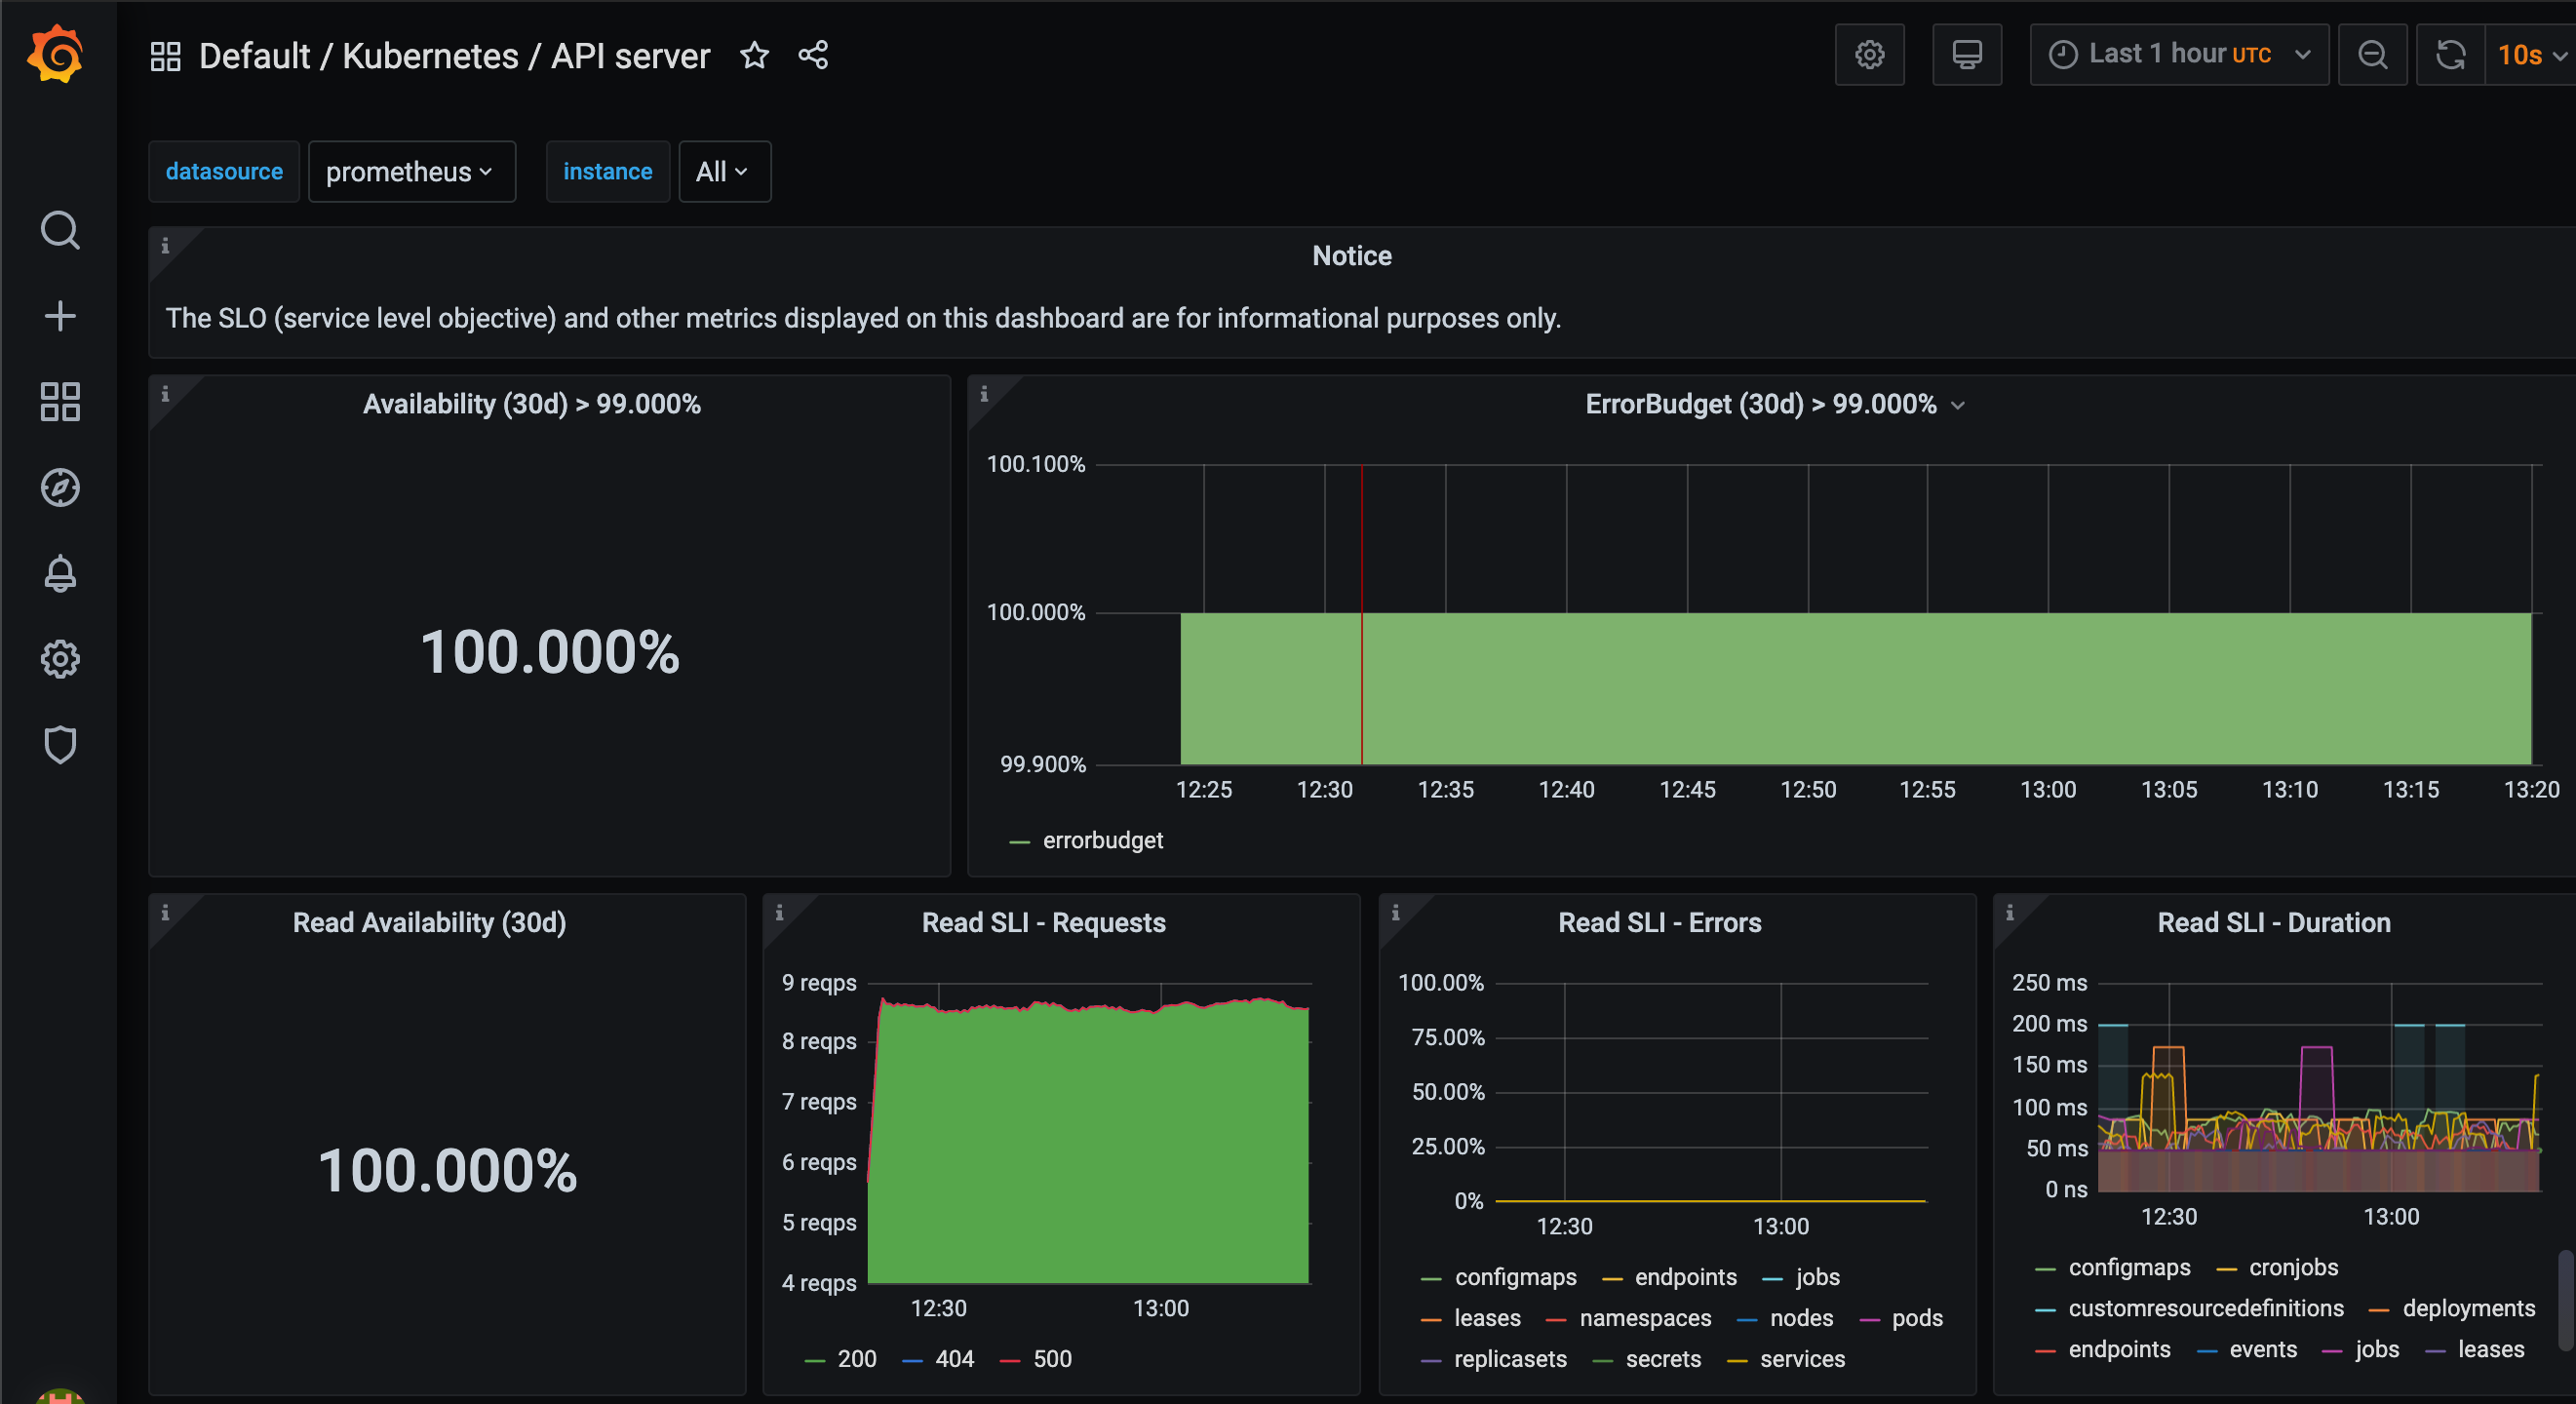 Default / Kubernetes / API server
Last 1 hour UTC
10s
datasource
prometheus
instance
All
Notice
The SLO (service level objective) and other metrics displayed on this dashboard are for informational purposes only.
Availability (30d) > 99.000%
100.000%
ErrorBudget (30d) > 99.000%
100.100%
100.000%
99.900%
12:25 12:30 12:35 12:40 12:45 12:50 12:55 13:00 13:05 13:10 13:15 13:20
errorbudget
Read Availability (30d)
100.000%
Read SLI - Requests
9 reqps
8 reqps
7 reqps
6 reqps
5 reqps
4 reqps
12:30 13:00
200 404 500
Read SLI - Errors
100.00%
75.00%
50.00%
25.00%
0%
12:30 13:00
configmaps endpoints jobs
leases namespaces nodes pods
replicasets secrets services
Read SLI - Duration
250 ms
200 ms
150 ms
100 ms
50 ms
0 ns
12:30 13:00
configmaps cronjobs
customresourcedefinitions deployments
endpoints events jobs leases